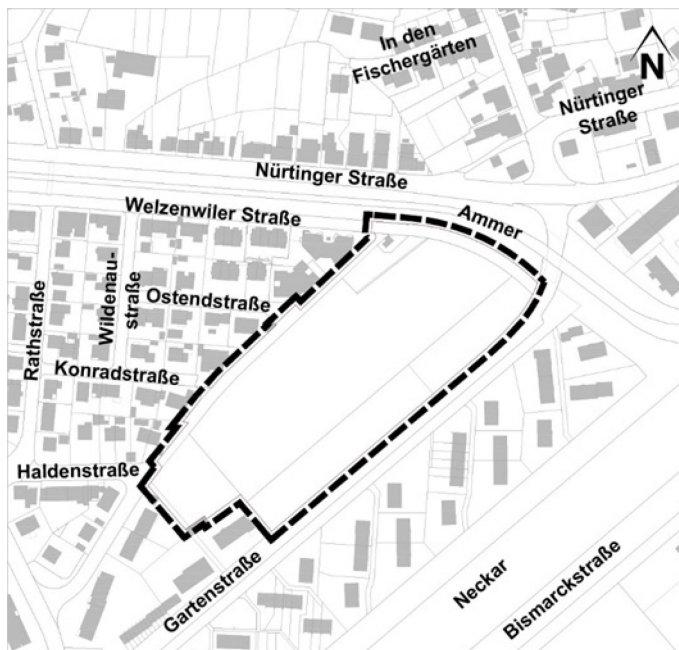 In den
Fischergärten
N
Nürtinger
Straße
Nürtinger Straße
Welzenwiler Straße
Ammer
Rathstraße
Wildenau-
straße
Ostendstraße
Konradstraße
Haldenstraße
Gartenstraße
Neckar
Bismarckstraße